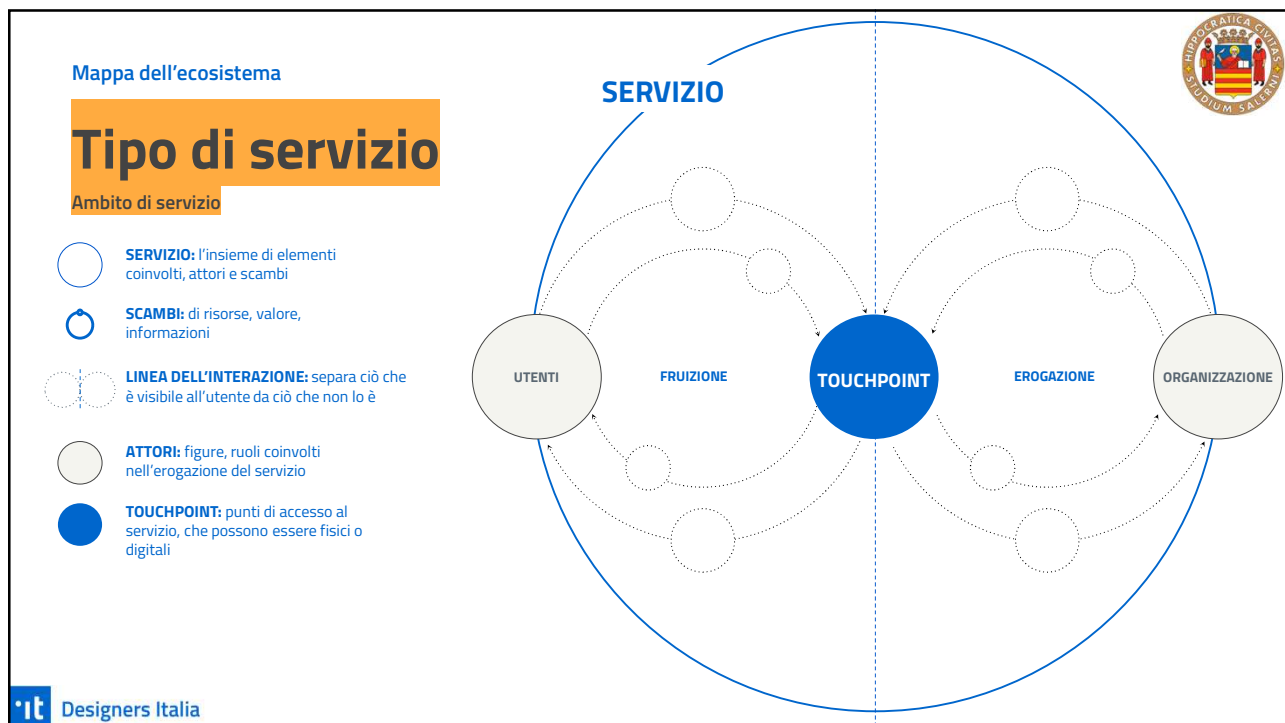 Mappa dell'ecosistema
Tipo di servizio
Ambito di servizio
SERVIZIO: l'insieme di elementi
coinvolti, attori e scambi
SCAMBI: di risorse, valore,
informazioni
LINEA DELL'INTERAZIONE: separa ciò che
è visibile all'utente da ciò che non lo è
ATTORI: figure, ruoli coinvolti
nell'erogazione del servizio
TOUCHPOINT: punti di accesso al
servizio, che possono essere fisici o
digitali
SERVIZIO
UTENTI
FRUIZIONE
TOUCHPOINT
EROGAZIONE
ORGANIZZAZIONE
HIPPOCRATICA CIVITAS
STUDIUM SALERNI
.it Designers Italia